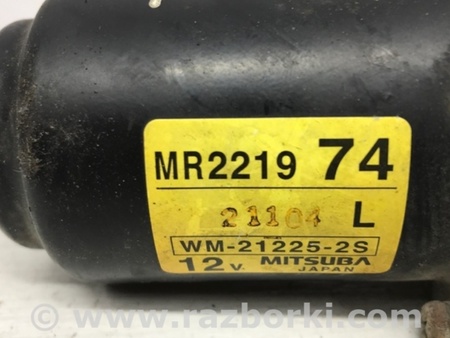 MR2219 74
21104 L
WM-21225-2S
12V. MITSUBA
JAPAN
www.razborki.com